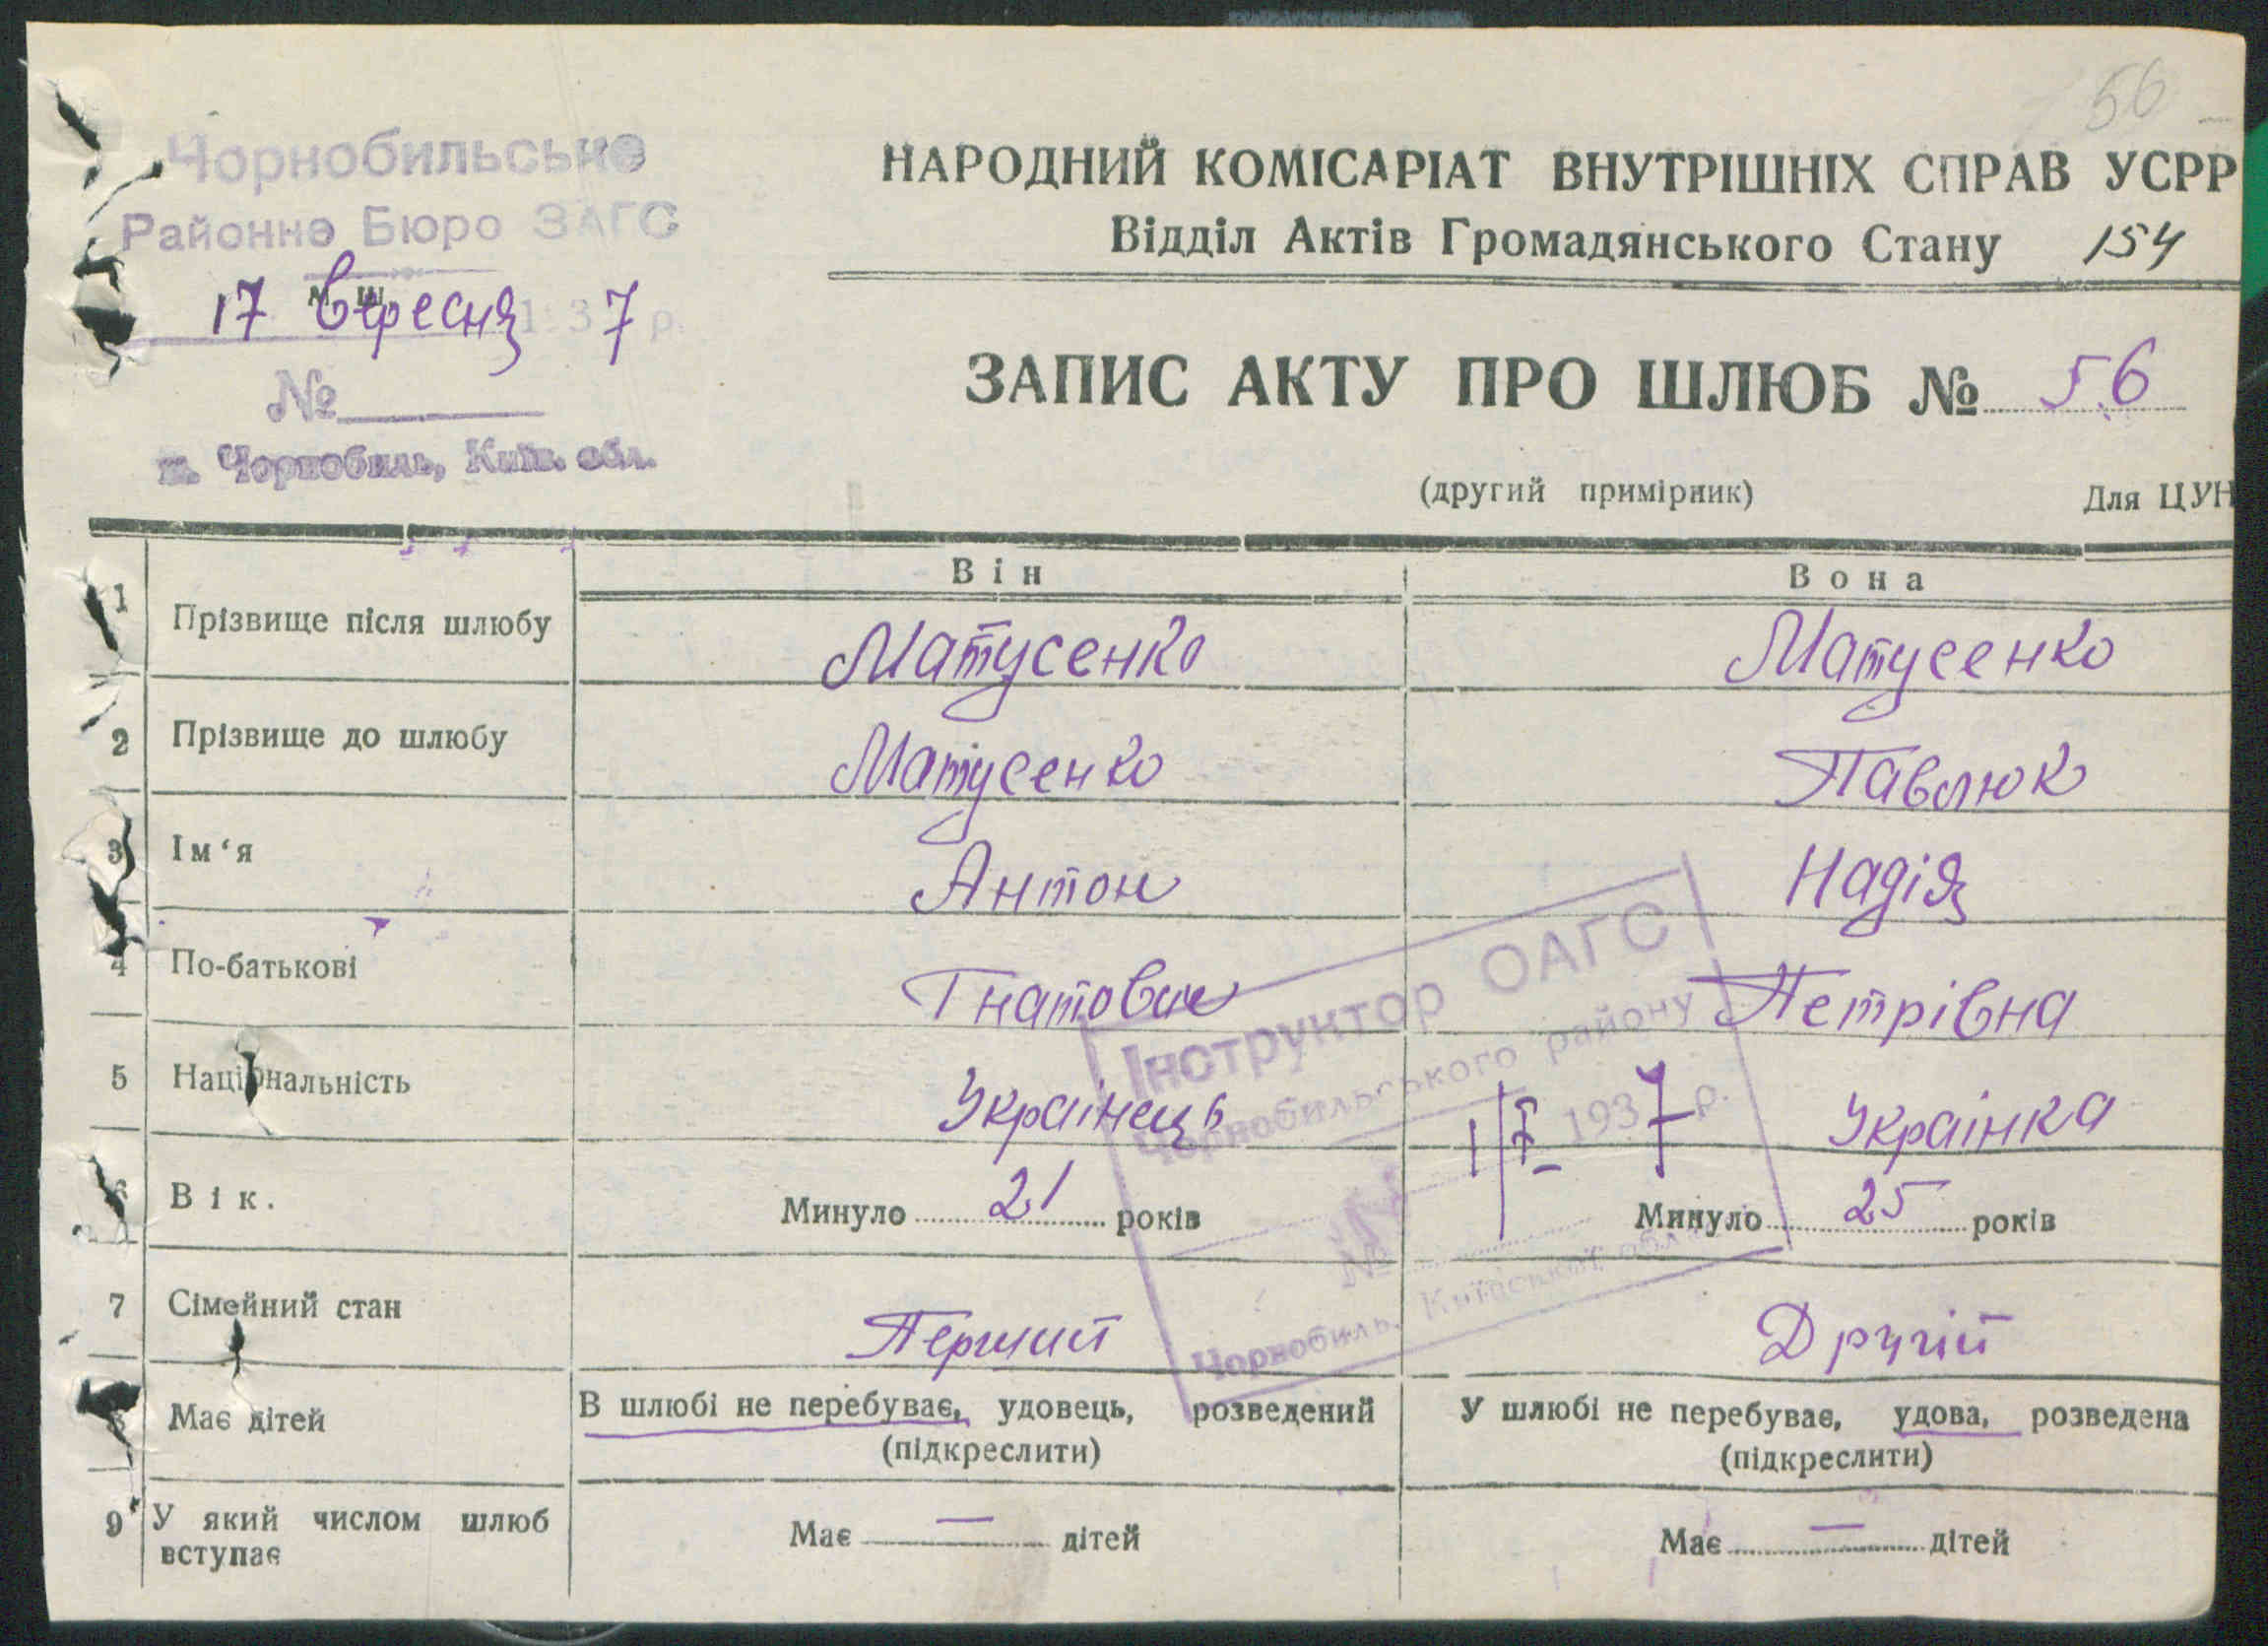 56
Чорнобильське
Районне Бюро ЗАГС
м. ш.
17 Вересня 1937 р.
№
м. Чорнобиль, Київ. обл.
НАРОДНИЙ КОМІСАРІАТ ВНУТРІШНІХ СПРАВ УСРР
Відділ Актів Громадянського Стану 154
ЗАПИС АКТУ ПРО ШЛЮБ № 56
(другий примірник) Для ЦУН
Він Вона
1 Прізвище після шлюбу Матусенко Матусенко
2 Прізвище до шлюбу Матусенко Павлюк
3 Ім‘я Антон Надія
4 По-батькові Гнатович Петрівна
5 Національність Українець Українка
6 Вік. Минуло 21 років Минуло 25 років
7 Сімейний стан Перший Другій
8 Має дітей В шлюбі не перебуває, удовець, розведений У шлюбі не перебуває, удова, розведена
(підкреслити) (підкреслити)
9 У який числом шлюб вступає Має — дітей Має — дітей
Інструктор ОАГС
Чорнобильського району
1/X 1937 р.
№
Чорнобиль, Київської обл.